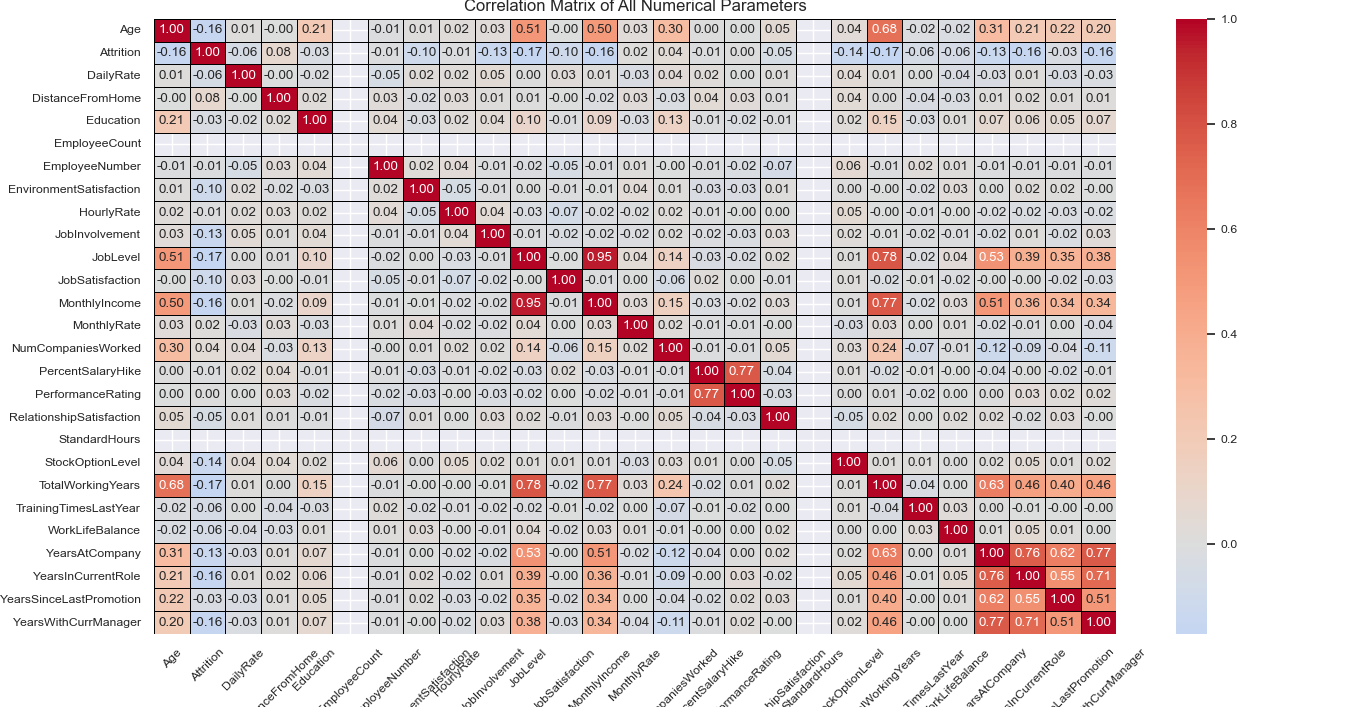 Correlation Matrix of All Numerical Parameters
Age 1.00 -0.16 0.01 -0.00 0.21 -0.01 0.01 0.02 0.03 0.51 -0.00 0.50 0.03 0.30 0.00 0.00 0.05 0.04 0.68 -0.02 -0.02 0.31 0.21 0.22 0.20 1.0
Attrition -0.16 1.00 -0.06 0.08 -0.03 -0.01 -0.10 -0.01 -0.13 -0.17 -0.10 -0.16 0.02 0.04 -0.01 0.00 -0.05 -0.14 -0.17 -0.06 -0.06 -0.13 -0.16 -0.03 -0.16
DailyRate 0.01 -0.06 1.00 -0.00 -0.02 -0.05 0.02 0.02 0.05 0.00 0.03 0.01 -0.03 0.04 0.02 0.00 0.01 0.04 0.01 0.00 -0.04 -0.03 0.01 -0.03 -0.03
DistanceFromHome -0.00 0.08 -0.00 1.00 0.02 0.03 -0.02 0.03 0.01 0.01 -0.00 -0.02 0.03 -0.03 0.04 0.03 0.01 0.04 0.00 -0.04 -0.03 0.01 0.02 0.01 0.01
Education 0.21 -0.03 -0.02 0.02 1.00 0.04 -0.03 0.02 0.04 0.10 -0.01 0.09 -0.03 0.13 -0.01 -0.02 -0.01 0.02 0.15 -0.03 0.01 0.07 0.06 0.05 0.07 0.8
EmployeeCount
EmployeeNumber -0.01 -0.01 -0.05 0.03 0.04 1.00 0.02 0.04 -0.01 -0.02 -0.05 -0.01 0.01 -0.00 -0.01 -0.02 -0.07 0.06 -0.01 0.02 0.01 -0.01 -0.01 -0.01 -0.01
EnvironmentSatisfaction 0.01 -0.10 0.02 -0.02 -0.03 0.02 1.00 -0.05 -0.01 0.00 -0.01 -0.01 0.04 0.01 -0.03 -0.03 0.01 0.00 -0.00 -0.02 0.03 0.00 0.02 0.02 -0.00
HourlyRate 0.02 -0.01 0.02 0.03 0.02 0.04 -0.05 1.00 0.04 -0.03 -0.07 -0.02 -0.02 0.02 -0.01 -0.00 0.00 0.05 -0.00 -0.01 -0.00 -0.02 -0.02 -0.03 -0.02
0.6
JobInvolvement 0.03 -0.13 0.05 0.01 0.04 -0.01 -0.01 0.04 1.00 -0.01 -0.02 -0.02 -0.02 0.02 -0.02 -0.03 0.03 0.02 -0.01 -0.02 -0.01 -0.02 0.01 -0.02 0.03
JobLevel 0.51 -0.17 0.00 0.01 0.10 -0.02 0.00 -0.03 -0.01 1.00 -0.00 0.95 0.04 0.14 -0.03 -0.02 0.02 0.01 0.78 -0.02 0.04 0.53 0.39 0.35 0.38
JobSatisfaction -0.00 -0.10 0.03 -0.00 -0.01 -0.05 -0.01 -0.07 -0.02 -0.00 1.00 -0.01 0.00 -0.06 0.02 0.00 -0.01 0.01 -0.02 -0.01 -0.02 -0.00 -0.00 -0.02 -0.03
MonthlyIncome 0.50 -0.16 0.01 -0.02 0.09 -0.01 -0.01 -0.02 -0.02 0.95 -0.01 1.00 0.03 0.15 -0.03 -0.02 0.03 0.01 0.77 -0.02 0.03 0.51 0.36 0.34 0.34
MonthlyRate 0.03 0.02 -0.03 0.03 -0.03 0.01 0.04 -0.02 -0.02 0.04 0.00 0.03 1.00 0.02 -0.01 -0.01 -0.00 -0.03 0.03 0.00 0.01 -0.02 -0.01 0.00 -0.04
0.4
NumCompaniesWorked 0.30 0.04 0.04 -0.03 0.13 -0.00 0.01 0.02 0.02 0.14 -0.06 0.15 0.02 1.00 -0.01 -0.01 0.05 0.03 0.24 -0.07 -0.01 -0.12 -0.09 -0.04 -0.11
PercentSalaryHike 0.00 -0.01 0.02 0.04 -0.01 -0.01 -0.03 -0.01 -0.02 -0.03 0.02 -0.03 -0.01 -0.01 1.00 0.77 -0.04 0.01 -0.02 -0.01 -0.00 -0.04 -0.00 -0.02 -0.01
PerformanceRating 0.00 0.00 0.00 0.03 -0.02 -0.02 -0.03 -0.00 -0.03 -0.02 0.00 -0.02 -0.01 -0.01 0.77 1.00 -0.03 0.00 0.01 -0.02 0.00 0.00 0.03 0.02 0.02
RelationshipSatisfaction 0.05 -0.05 0.01 0.01 -0.01 -0.07 0.01 0.00 0.03 0.02 -0.01 0.03 -0.00 0.05 -0.04 -0.03 1.00 -0.05 0.02 0.00 0.02 0.02 -0.02 0.03 -0.00
StandardHours 0.2
StockOptionLevel 0.04 -0.14 0.04 0.04 0.02 0.06 0.00 0.05 0.02 0.01 0.01 0.01 -0.03 0.03 0.01 0.00 -0.05 1.00 0.01 0.01 0.00 0.02 0.05 0.01 0.02
TotalWorkingYears 0.68 -0.17 0.01 0.00 0.15 -0.01 -0.00 -0.00 -0.01 0.78 -0.02 0.77 0.03 0.24 -0.02 0.01 0.02 0.01 1.00 -0.04 0.00 0.63 0.46 0.40 0.46
TrainingTimesLastYear -0.02 -0.06 0.00 -0.04 -0.03 0.02 -0.02 -0.01 -0.02 -0.02 -0.01 -0.02 0.00 -0.07 -0.01 -0.02 0.00 0.01 -0.04 1.00 0.03 0.00 -0.01 -0.00 -0.00
WorkLifeBalance -0.02 -0.06 -0.04 -0.03 0.01 0.01 0.03 -0.00 -0.01 0.04 -0.02 0.03 0.01 -0.01 -0.00 0.00 0.02 0.00 0.00 0.03 1.00 0.01 0.05 0.01 0.00
0.0
YearsAtCompany 0.31 -0.13 -0.03 0.01 0.07 -0.01 0.00 -0.02 -0.02 0.53 -0.00 0.51 -0.02 -0.12 -0.04 0.00 0.02 0.02 0.63 0.00 0.01 1.00 0.76 0.62 0.77
YearsInCurrentRole 0.21 -0.16 0.01 0.02 0.06 -0.01 0.02 -0.02 0.01 0.39 -0.00 0.36 -0.01 -0.09 -0.00 0.03 -0.02 0.05 0.46 -0.01 0.05 0.76 1.00 0.55 0.71
YearsSinceLastPromotion 0.22 -0.03 -0.03 0.01 0.05 -0.01 0.02 -0.03 -0.02 0.35 -0.02 0.34 0.00 -0.04 -0.02 0.02 0.03 0.01 0.40 -0.00 0.01 0.62 0.55 1.00 0.51
YearsWithCurrManager 0.20 -0.16 -0.03 0.01 0.07 -0.01 -0.00 -0.02 0.03 0.38 -0.03 0.34 -0.04 -0.11 -0.01 0.02 -0.00 0.02 0.46 -0.00 0.00 0.77 0.71 0.51 1.00
Age
Attrition
DailyRate
nceFromHome
Education
EmployeeCount
ployeeNumber
entSatisfaction
HourlyRate
JobInvolvement
JobLevel
JobSatisfaction
MonthlyIncome
MonthlyRate
paniesWorked
centSalaryHike
ormanceRating
shipSatisfaction
StandardHours
tockOptionLevel
alWorkingYears
TimesLastYear
orkLifeBalance
arsAtCompany
InCurrentRole
eLastPromotion
thCurrManager